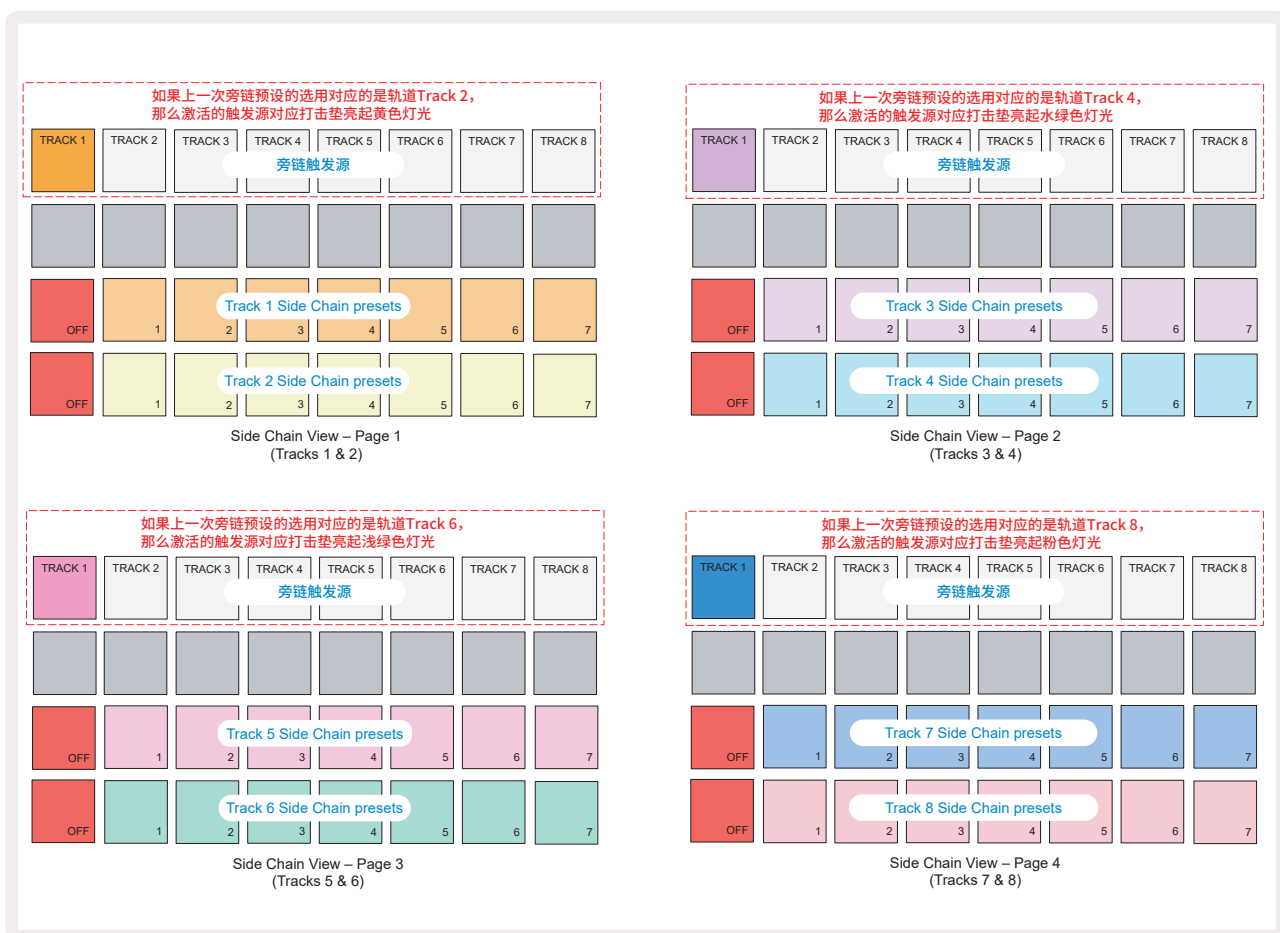 如果上一次旁链预设的选用对应的是轨道Track 2，
那么激活的触发源对应打击垫亮起黄色灯光
TRACK 1 TRACK 2 TRACK 3 TRACK 4 TRACK 5 TRACK 6 TRACK 7 TRACK 8
旁链触发源
Track 1 Side Chain presets
OFF 1 2 3 4 5 6 7
Track 2 Side Chain presets
OFF 1 2 3 4 5 6 7
Side Chain View – Page 1
(Tracks 1 & 2)
如果上一次旁链预设的选用对应的是轨道Track 4，
那么激活的触发源对应打击垫亮起水绿色灯光
TRACK 1 TRACK 2 TRACK 3 TRACK 4 TRACK 5 TRACK 6 TRACK 7 TRACK 8
旁链触发源
Track 3 Side Chain presets
OFF 1 2 3 4 5 6 7
Track 4 Side Chain presets
OFF 1 2 3 4 5 6 7
Side Chain View – Page 2
(Tracks 3 & 4)
如果上一次旁链预设的选用对应的是轨道Track 6，
那么激活的触发源对应打击垫亮起浅绿色灯光
TRACK 1 TRACK 2 TRACK 3 TRACK 4 TRACK 5 TRACK 6 TRACK 7 TRACK 8
旁链触发源
Track 5 Side Chain presets
OFF 1 2 3 4 5 6 7
Track 6 Side Chain presets
OFF 1 2 3 4 5 6 7
Side Chain View – Page 3
(Tracks 5 & 6)
如果上一次旁链预设的选用对应的是轨道Track 8，
那么激活的触发源对应打击垫亮起粉色灯光
TRACK 1 TRACK 2 TRACK 3 TRACK 4 TRACK 5 TRACK 6 TRACK 7 TRACK 8
旁链触发源
Track 7 Side Chain presets
OFF 1 2 3 4 5 6 7
Track 8 Side Chain presets
OFF 1 2 3 4 5 6 7
Side Chain View – Page 4
(Tracks 7 & 8)